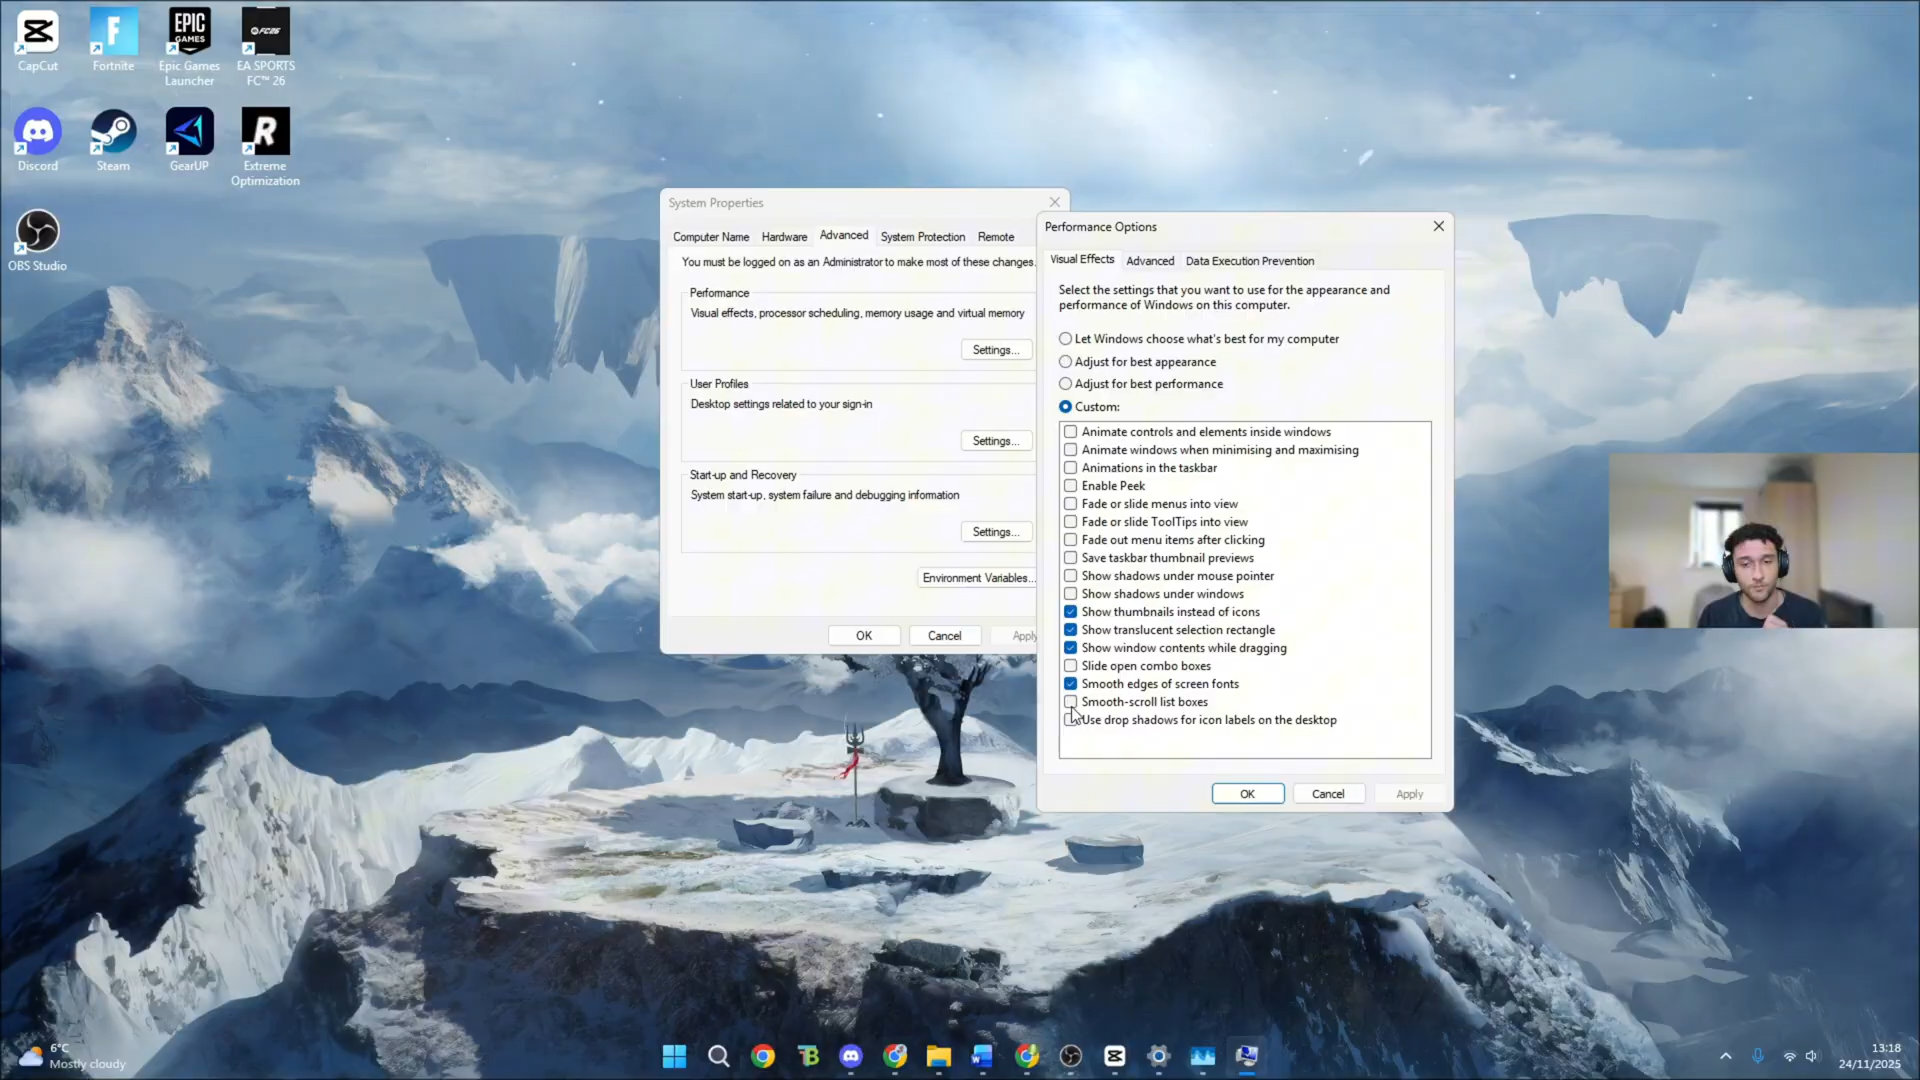 CapCut
Fortnite
EPIC
GAMES
Epic Games
Launcher
FC26
EA SPORTS
FC™ 26
Discord
Steam
GearUP
R
Extreme
Optimization
OBS Studio
System Properties
Computer Name
Hardware
Advanced
System Protection
Remote
You must be logged on as an Administrator to make most of these changes.
Performance
Visual effects, processor scheduling, memory usage and virtual memory
Settings...
User Profiles
Desktop settings related to your sign-in
Settings...
Start-up and Recovery
System start-up, system failure and debugging information
Settings...
Environment Variables...
OK
Cancel
Apply
Performance Options
Visual Effects
Advanced
Data Execution Prevention
Select the settings that you want to use for the appearance and
performance of Windows on this computer.
Let Windows choose what's best for my computer
Adjust for best appearance
Adjust for best performance
Custom:
Animate controls and elements inside windows
Animate windows when minimising and maximising
Animations in the taskbar
Enable Peek
Fade or slide menus into view
Fade or slide ToolTips into view
Fade out menu items after clicking
Save taskbar thumbnail previews
Show shadows under mouse pointer
Show shadows under windows
Show thumbnails instead of icons
Show translucent selection rectangle
Show window contents while dragging
Slide open combo boxes
Smooth edges of screen fonts
Smooth-scroll list boxes
Use drop shadows for icon labels on the desktop
OK
Cancel
Apply
6°C
Mostly cloudy
13:18
24/11/2025